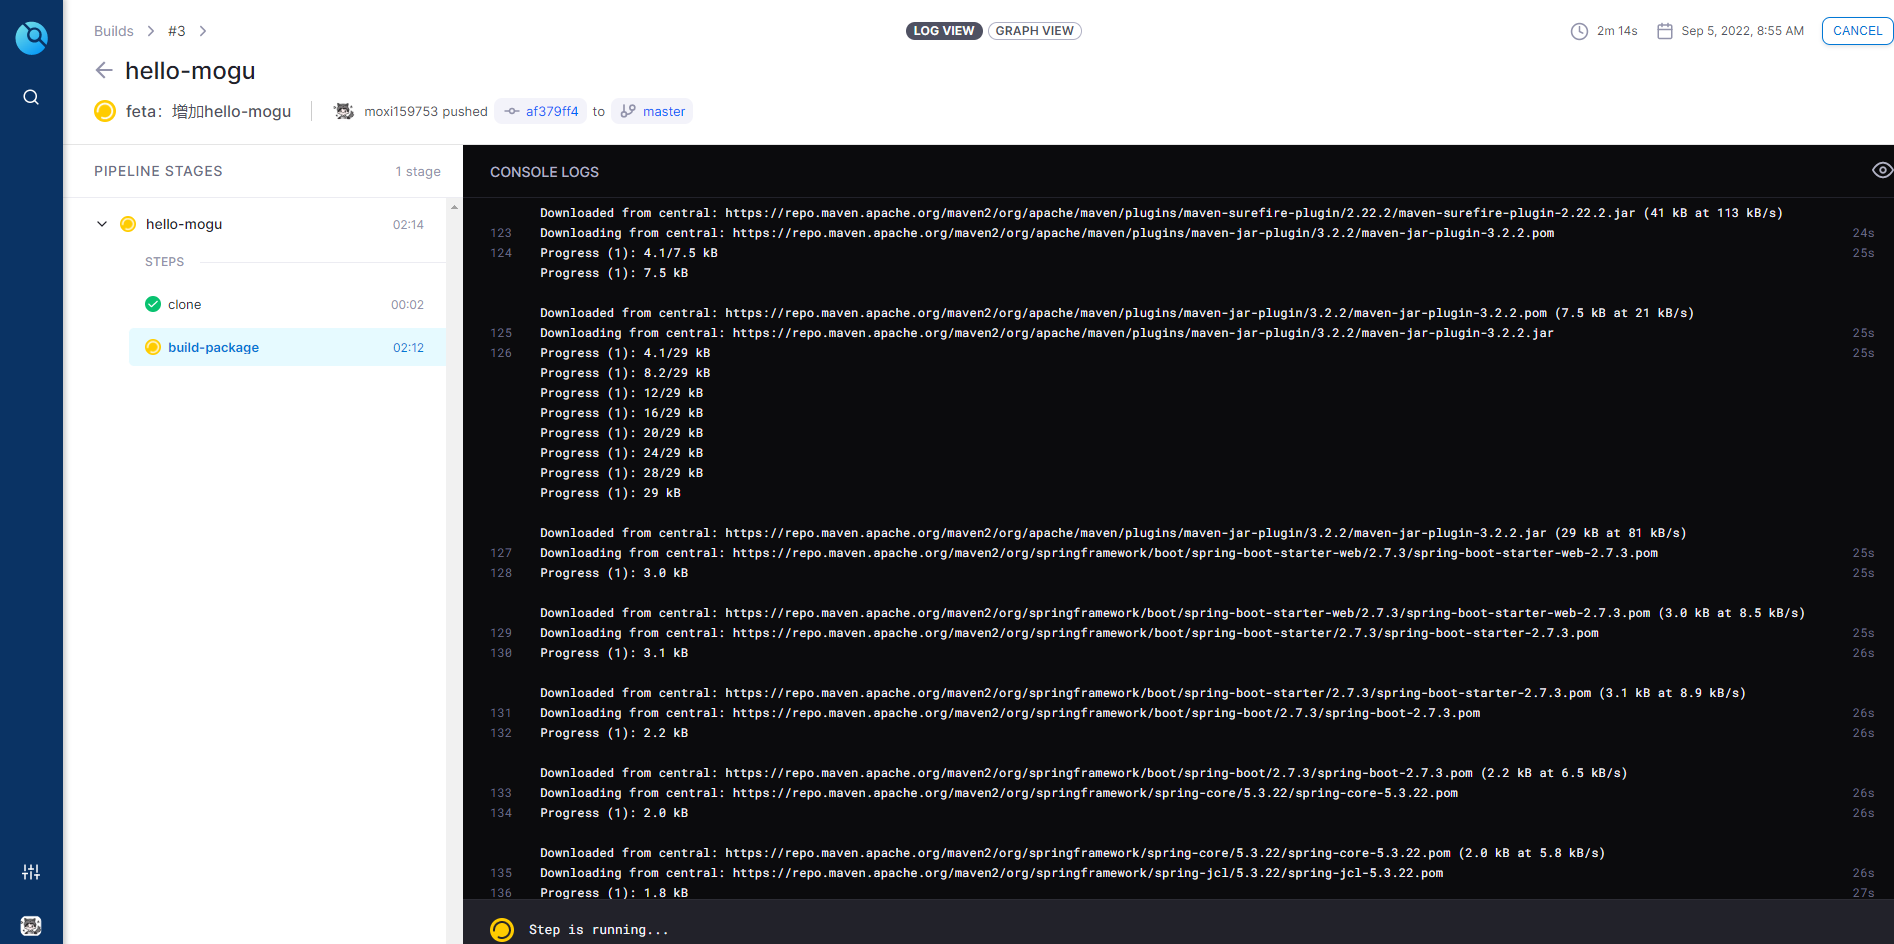 Builds > #3 >
LOG VIEW GRAPH VIEW
2m 14s Sep 5, 2022, 8:55 AM CANCEL
hello-mogu
feta：增加hello-mogu moxi159753 pushed af379ff4 to master
PIPELINE STAGES 1 stage
hello-mogu 02:14
STEPS
clone 00:02
build-package 02:12
CONSOLE LOGS
Downloaded from central: https://repo.maven.apache.org/maven2/org/apache/maven/plugins/maven-surefire-plugin/2.22.2/maven-surefire-plugin-2.22.2.jar (41 kB at 113 kB/s)
123 Downloading from central: https://repo.maven.apache.org/maven2/org/apache/maven/plugins/maven-jar-plugin/3.2.2/maven-jar-plugin-3.2.2.pom 24s
124 Progress (1): 4.1/7.5 kB 25s
Progress (1): 7.5 kB
Downloaded from central: https://repo.maven.apache.org/maven2/org/apache/maven/plugins/maven-jar-plugin/3.2.2/maven-jar-plugin-3.2.2.pom (7.5 kB at 21 kB/s)
125 Downloading from central: https://repo.maven.apache.org/maven2/org/apache/maven/plugins/maven-jar-plugin/3.2.2/maven-jar-plugin-3.2.2.jar 25s
126 Progress (1): 4.1/29 kB 25s
Progress (1): 8.2/29 kB
Progress (1): 12/29 kB
Progress (1): 16/29 kB
Progress (1): 20/29 kB
Progress (1): 24/29 kB
Progress (1): 28/29 kB
Progress (1): 29 kB
Downloaded from central: https://repo.maven.apache.org/maven2/org/apache/maven/plugins/maven-jar-plugin/3.2.2/maven-jar-plugin-3.2.2.jar (29 kB at 81 kB/s)
127 Downloading from central: https://repo.maven.apache.org/maven2/org/springframework/boot/spring-boot-starter-web/2.7.3/spring-boot-starter-web-2.7.3.pom 25s
128 Progress (1): 3.0 kB 25s
Downloaded from central: https://repo.maven.apache.org/maven2/org/springframework/boot/spring-boot-starter-web/2.7.3/spring-boot-starter-web-2.7.3.pom (3.0 kB at 8.5 kB/s)
129 Downloading from central: https://repo.maven.apache.org/maven2/org/springframework/boot/spring-boot-starter/2.7.3/spring-boot-starter-2.7.3.pom 25s
130 Progress (1): 3.1 kB 26s
Downloaded from central: https://repo.maven.apache.org/maven2/org/springframework/boot/spring-boot-starter/2.7.3/spring-boot-starter-2.7.3.pom (3.1 kB at 8.9 kB/s)
131 Downloading from central: https://repo.maven.apache.org/maven2/org/springframework/boot/spring-boot/2.7.3/spring-boot-2.7.3.pom 26s
132 Progress (1): 2.2 kB 26s
Downloaded from central: https://repo.maven.apache.org/maven2/org/springframework/boot/spring-boot/2.7.3/spring-boot-2.7.3.pom (2.2 kB at 6.5 kB/s)
133 Downloading from central: https://repo.maven.apache.org/maven2/org/springframework/spring-core/5.3.22/spring-core-5.3.22.pom 26s
134 Progress (1): 2.0 kB 26s
Downloaded from central: https://repo.maven.apache.org/maven2/org/springframework/spring-core/5.3.22/spring-core-5.3.22.pom (2.0 kB at 5.8 kB/s)
135 Downloading from central: https://repo.maven.apache.org/maven2/org/springframework/spring-jcl/5.3.22/spring-jcl-5.3.22.pom 26s
136 Progress (1): 1.8 kB 27s
Step is running...